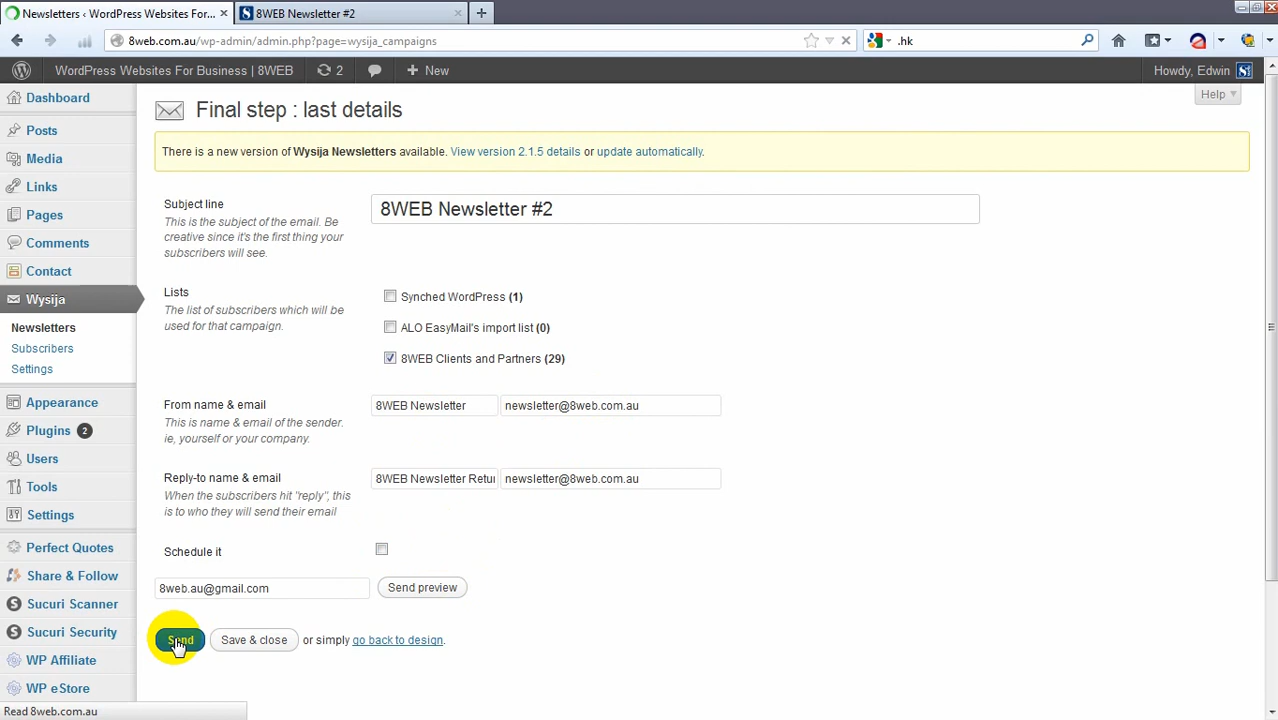 Newsletters ‹ WordPress Websites For... ×
8WEB Newsletter #2 ×
8web.com.au/wp-admin/admin.php?page=wysija_campaigns
.hk
WordPress Websites For Business | 8WEB
2
New
Howdy, Edwin
Help
Dashboard
Posts
Media
Links
Pages
Comments
Contact
Wysija
Newsletters
Subscribers
Settings
Appearance
Plugins 2
Users
Tools
Settings
Perfect Quotes
Share & Follow
Sucuri Scanner
Sucuri Security
WP Affiliate
WP eStore
Final step : last details
There is a new version of Wysija Newsletters available. View version 2.1.5 details or update automatically.
Subject line
This is the subject of the email. Be
creative since it's the first thing your
subscribers will see.
8WEB Newsletter #2
Lists
The list of subscribers which will be
used for that campaign.
Synched WordPress (1)
ALO EasyMail's import list (0)
8WEB Clients and Partners (29)
From name & email
This is name & email of the sender.
ie, yourself or your company.
8WEB Newsletter
newsletter@8web.com.au
Reply-to name & email
When the subscribers hit "reply", this
is to who they will send their email
8WEB Newsletter Retu
newsletter@8web.com.au
Schedule it
8web.au@gmail.com
Send preview
Send
Save & close
or simply go back to design.
Read 8web.com.au